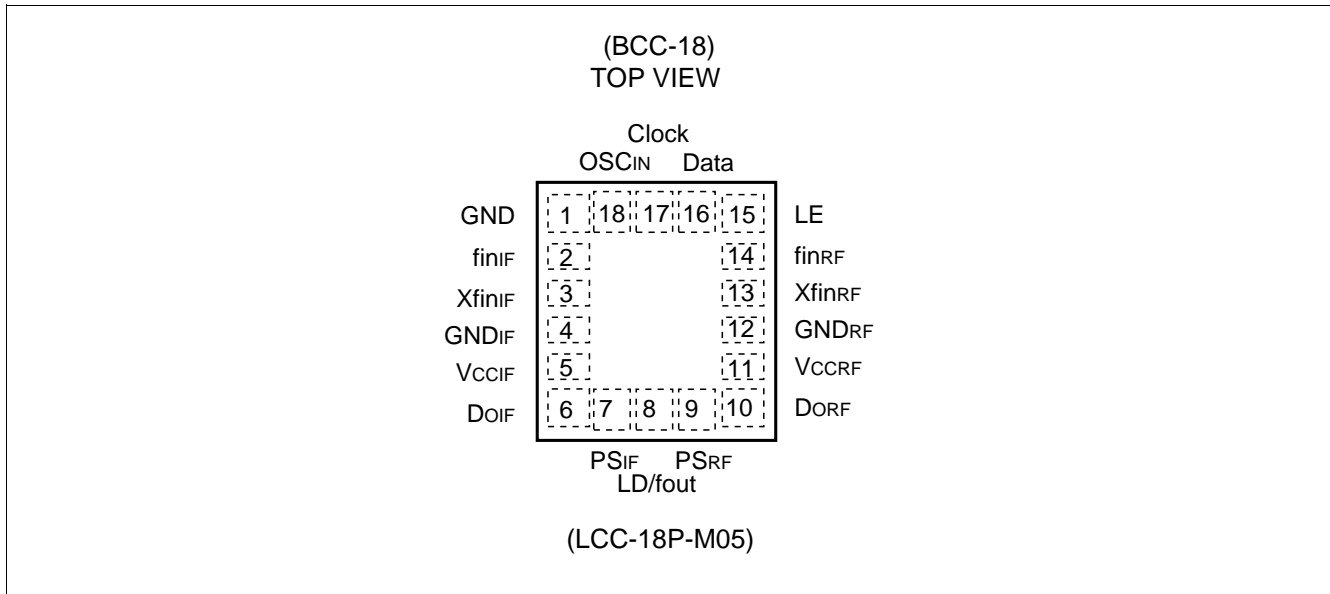 (BCC-18)
TOP VIEW
Clock
OSCIN Data
GND 1 18 17 16 15 LE
finIF 2 14 finRF
XfinIF 3 13 XfinRF
GNDIF 4 12 GNDRF
VCCIF 5 11 VCCRF
DOIF 6 7 8 9 10 DORF
PSIF PSRF
LD/fout
(LCC-18P-M05)